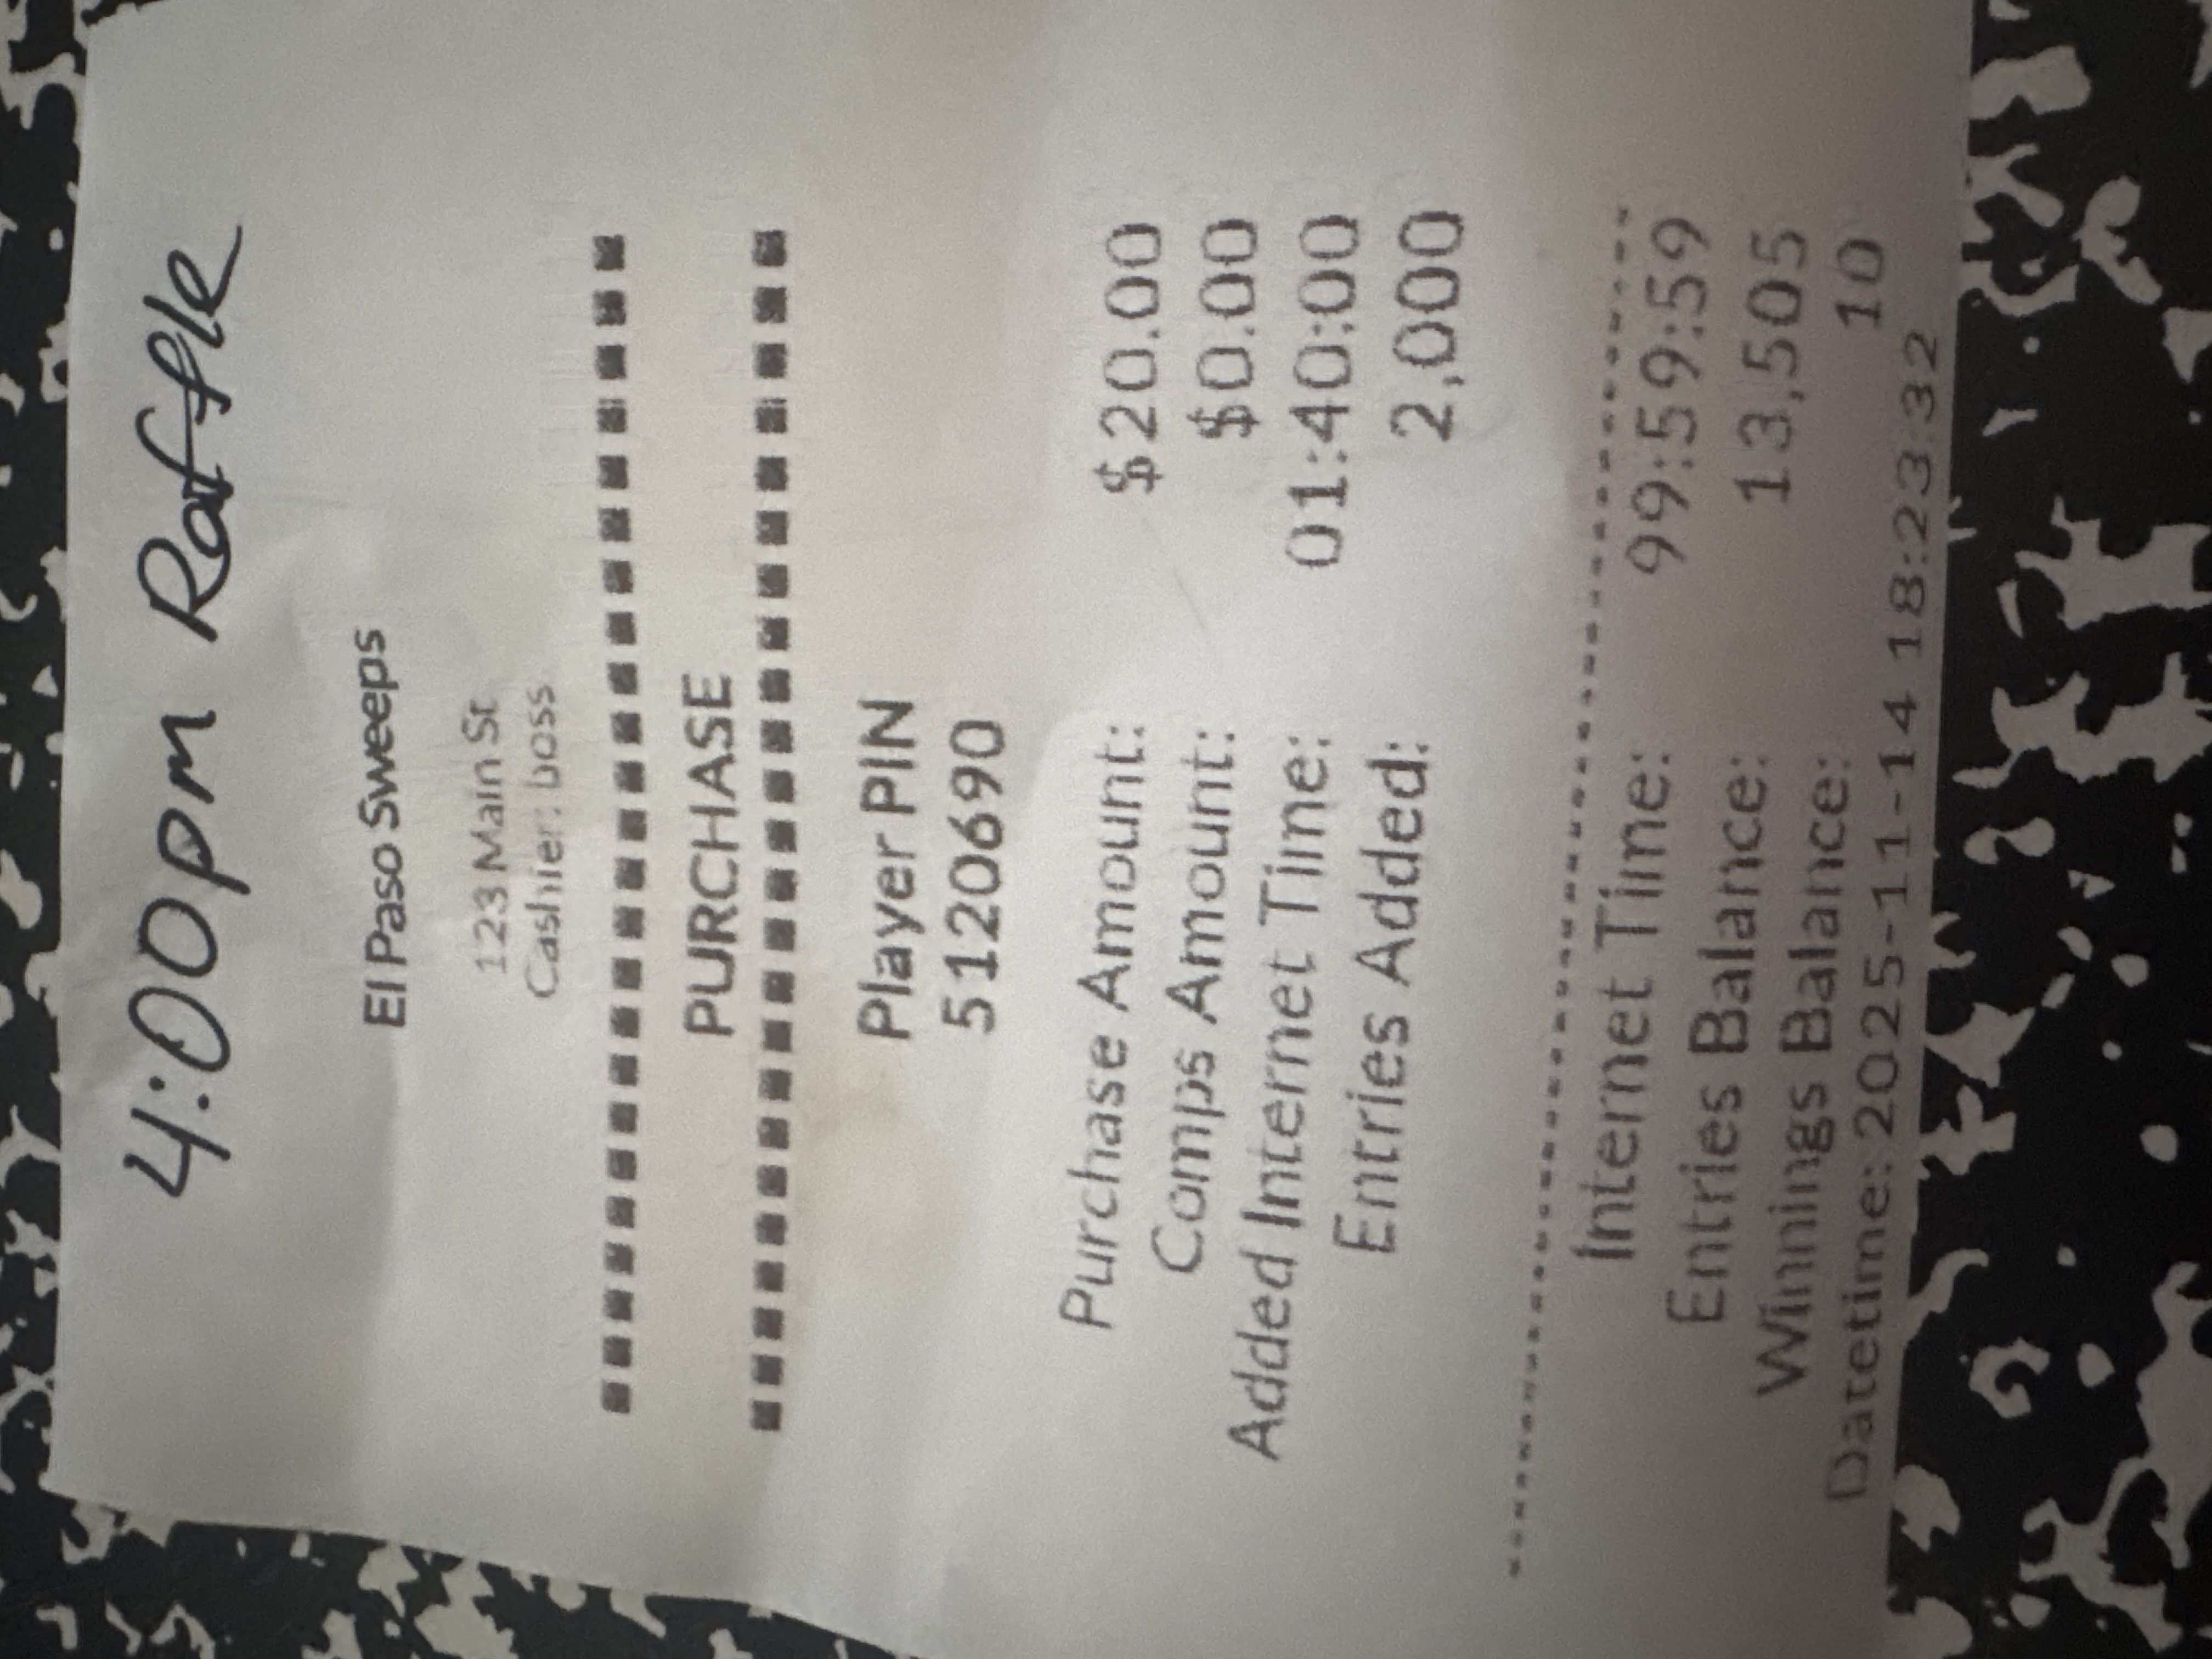 4:00pm Raffle
El Paso Sweeps
123 Main St
Cashier: boss
PURCHASE
Player PIN
5120690
Purchase Amount: $20.00
Comps Amount: $0.00
Added Internet Time: 01:40:00
Entries Added: 2,000
Internet Time: 99:59:59
Entries Balance: 13,505
Winnings Balance: 10
Datetime: 2025-11-14 18:23:32